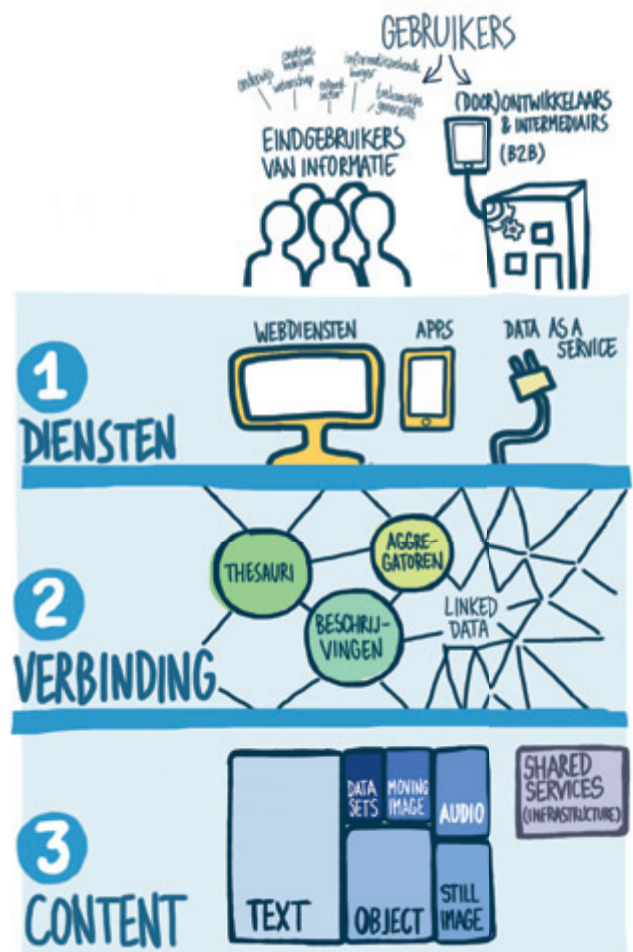 GEBRUIKERS
onderwijs
creatieve industrie
wetenschap
informatiezoekende
burger
toekomstige
generaties
(DOOR)ONTWIKKELAARS
& INTERMEDIAIRS
(B2B)
EINDGEBRUIKERS
VAN INFORMATIE
1
DIENSTEN
WEBDIENSTEN
APPS
DATA AS A
SERVICE
2
VERBINDING
THESAURI
AGGRE-
GATOREN
BESCHRIJ-
VINGEN
LINKED
DATA
3
CONTENT
TEXT
DATA
SETS
MOVING
IMAGE
AUDIO
OBJECT
STILL
IMAGE
SHARED
SERVICES
(INFRASTRUCTURE)